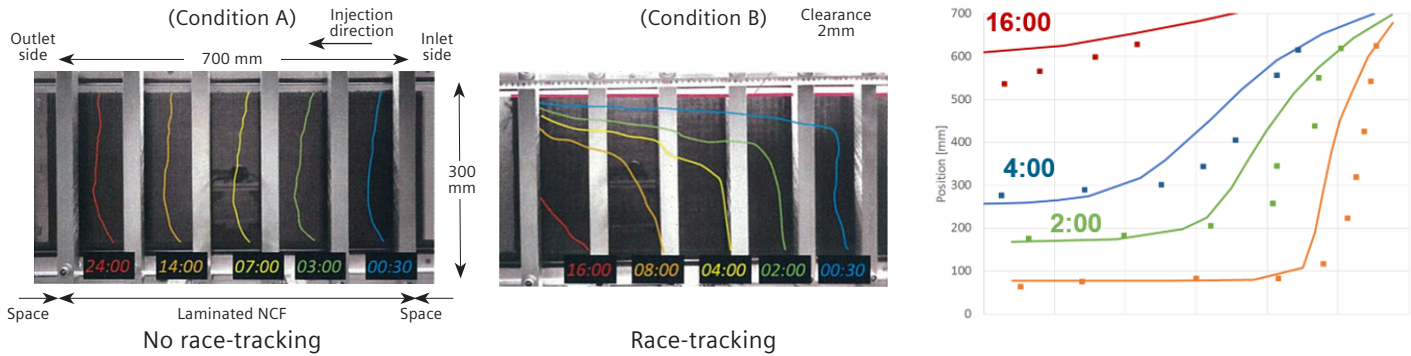 (Condition A)
Injection
direction
Outlet
side
700 mm
Inlet
side
300
mm
24:00
14:00
07:00
03:00
00:30
Space
Laminated NCF
Space
No race-tracking
(Condition B)
Clearance
2mm
16:00
08:00
04:00
02:00
00:30
Race-tracking
700
600
500
400
300
200
100
0
Position [mm]
16:00
4:00
2:00